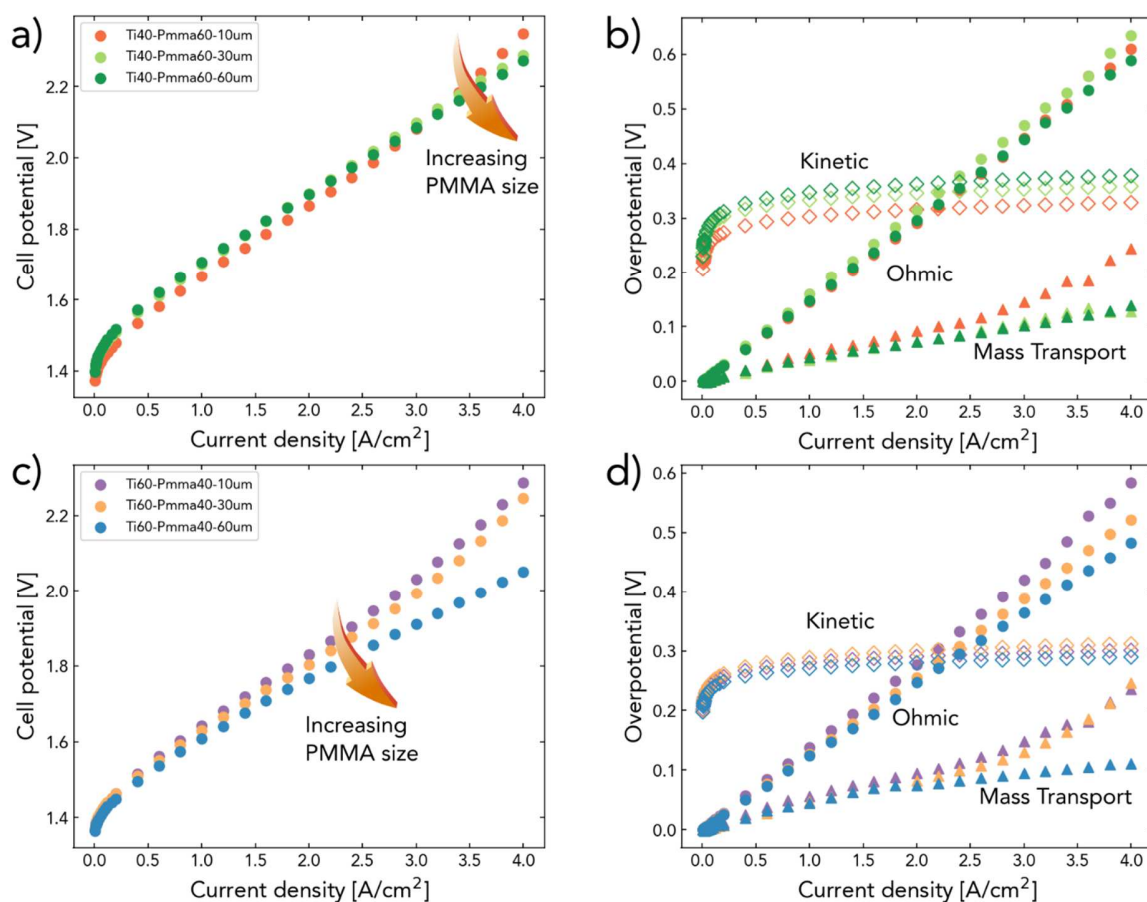 a)
Ti40-Pmma60-10um
Ti40-Pmma60-30um
Ti40-Pmma60-60um
Increasing
PMMA size
2.2
2.0
1.8
1.6
1.4
Cell potential [V]
0.0 0.5 1.0 1.5 2.0 2.5 3.0 3.5 4.0
Current density [A/cm²]
b)
Kinetic
Ohmic
Mass Transport
0.6
0.5
0.4
0.3
0.2
0.1
0.0
Overpotential [V]
0.0 0.5 1.0 1.5 2.0 2.5 3.0 3.5 4.0
Current density [A/cm²]
c)
Ti60-Pmma40-10um
Ti60-Pmma40-30um
Ti60-Pmma40-60um
Increasing
PMMA size
2.2
2.0
1.8
1.6
1.4
Cell potential [V]
0.0 0.5 1.0 1.5 2.0 2.5 3.0 3.5 4.0
Current density [A/cm²]
d)
Kinetic
Ohmic
Mass Transport
0.6
0.5
0.4
0.3
0.2
0.1
0.0
Overpotential [V]
0.0 0.5 1.0 1.5 2.0 2.5 3.0 3.5 4.0
Current density [A/cm²]